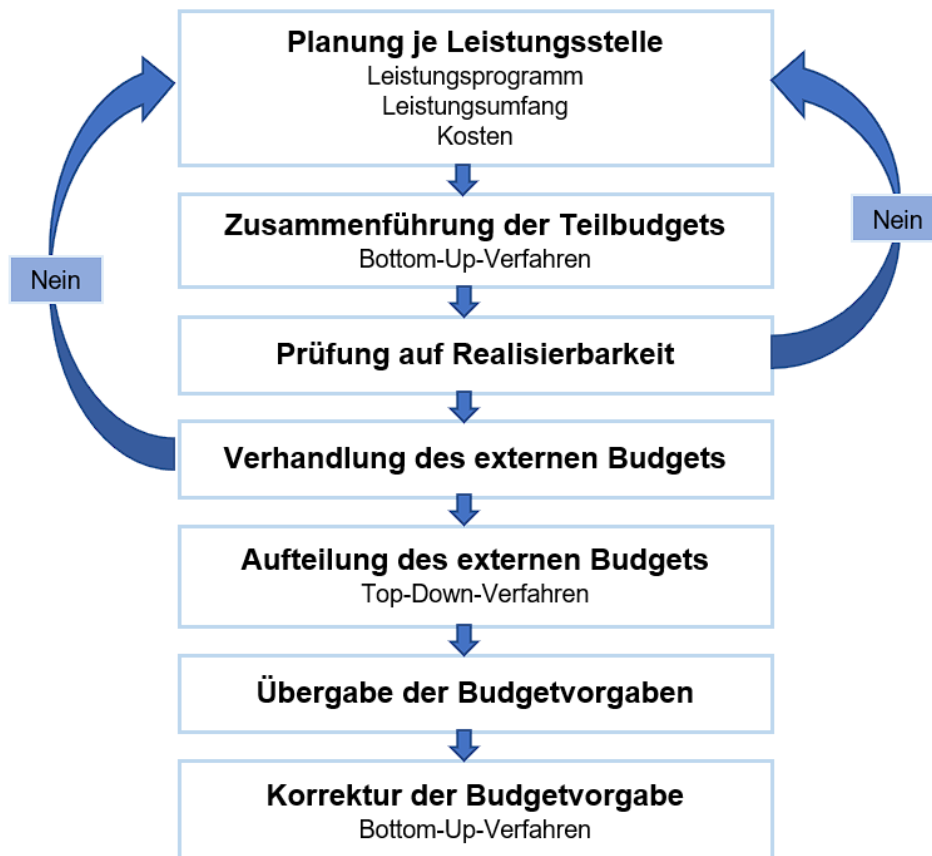 Planung je Leistungsstelle
Leistungsprogramm
Leistungsumfang
Kosten
Zusammenführung der Teilbudgets
Bottom-Up-Verfahren
Nein
Nein
Prüfung auf Realisierbarkeit
Verhandlung des externen Budgets
Aufteilung des externen Budgets
Top-Down-Verfahren
Übergabe der Budgetvorgaben
Korrektur der Budgetvorgabe
Bottom-Up-Verfahren